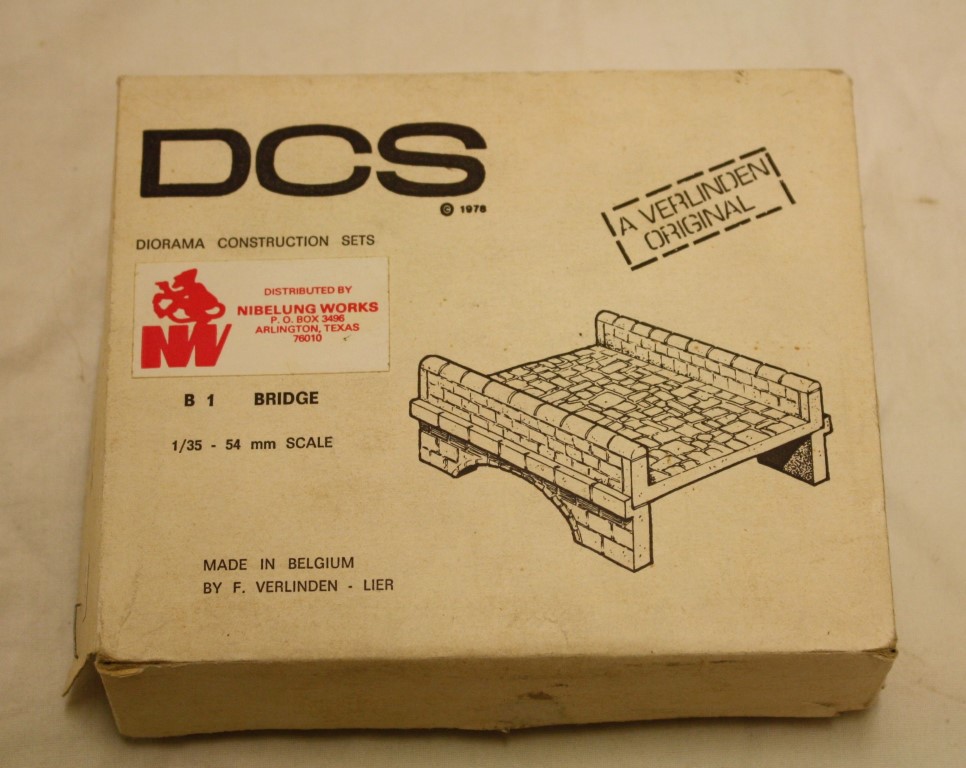 DCS
© 1978
A VERLINDEN
ORIGINAL
DIORAMA CONSTRUCTION SETS
DISTRIBUTED BY
NIBELUNG WORKS
P. O. BOX 3496
ARLINGTON, TEXAS
76010
NW
B 1 BRIDGE
1/35 - 54 mm SCALE
MADE IN BELGIUM
BY F. VERLINDEN - LIER